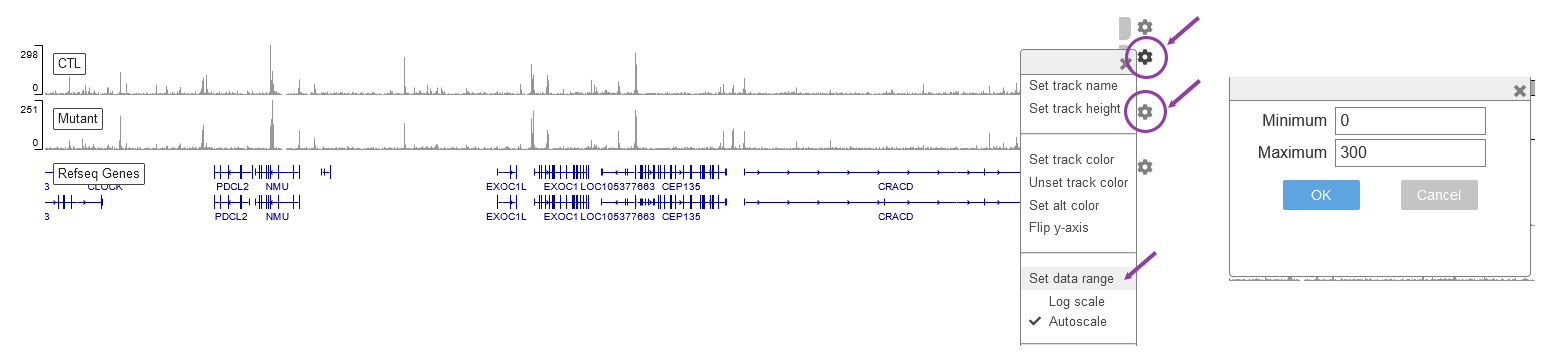 298
CTL
0
251
Mutant
0
Refseq Genes
3 CLOCK PDCL2 NMU EXOC1L EXOC1 LOC105377663 CEP135 CRACD
3 PDCL2 NMU EXOC1L EXOC1 LOC105377663 CEP135 CRACD
Set track name
Set track height
Set track color
Unset track color
Set alt color
Flip y-axis
Set data range
Log scale
Autoscale
Minimum 0
Maximum 300
OK Cancel